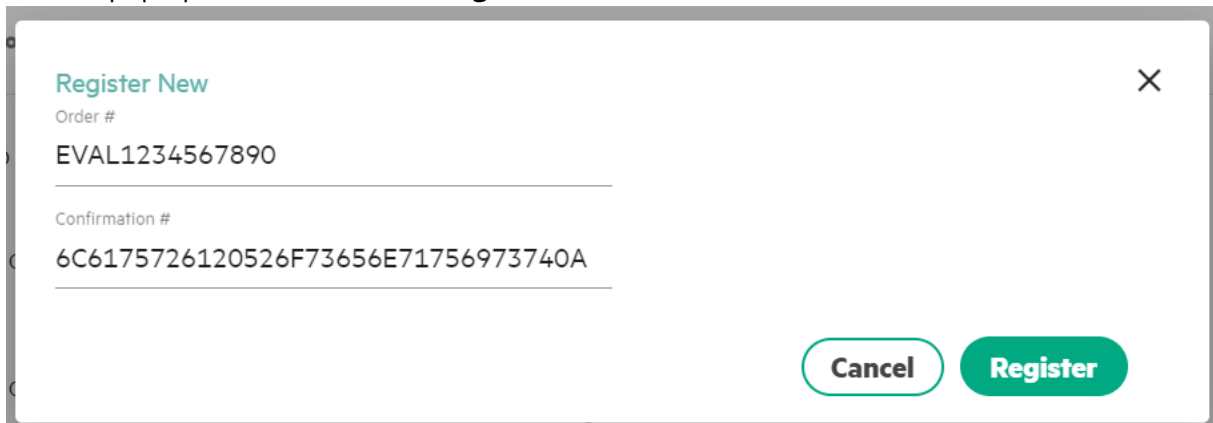 Register New
Order #
EVAL1234567890
Confirmation #
6C6175726120526F73656E71756973740A
Cancel
Register